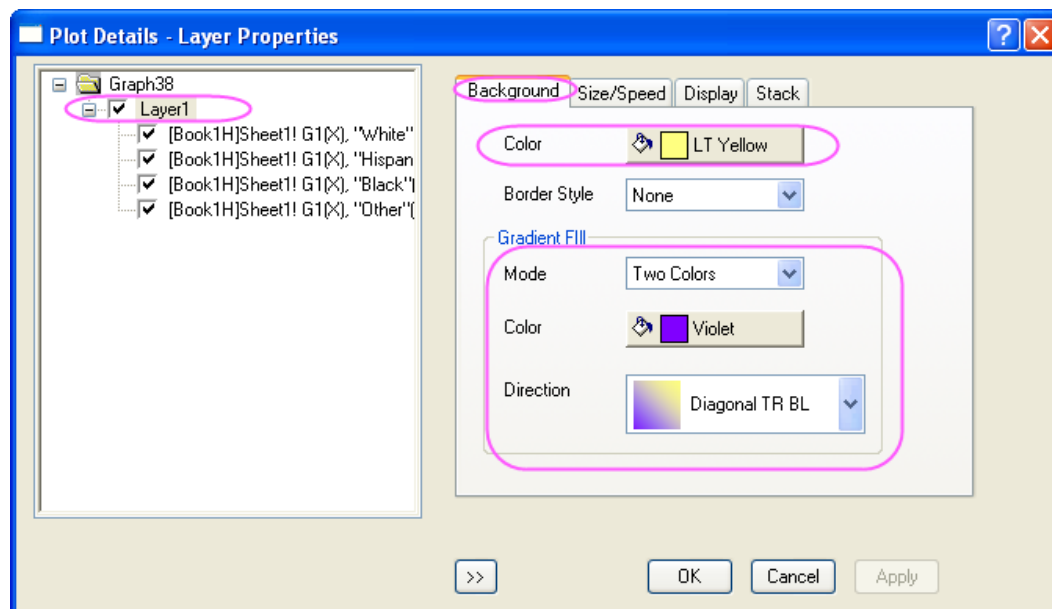 Plot Details - Layer Properties
Graph38
Layer1
[Book1H]Sheet1! G1(X), "White"
[Book1H]Sheet1! G1(X), "Hispan
[Book1H]Sheet1! G1(X), "Black"(
[Book1H]Sheet1! G1(X), "Other"(
Background Size/Speed Display Stack
Color LT Yellow
Border Style None
Gradient FIll
Mode Two Colors
Color Violet
Direction Diagonal TR BL
>> OK Cancel Apply